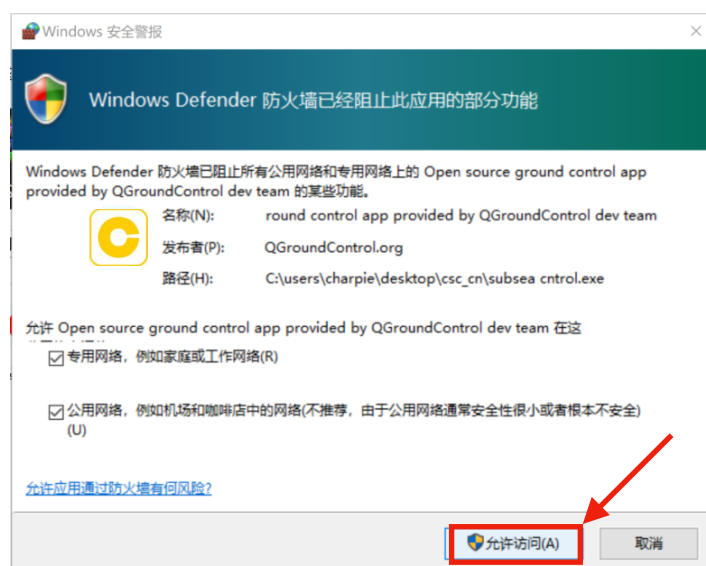 Windows 安全警报
Windows Defender 防火墙已经阻止此应用的部分功能
Windows Defender 防火墙已阻止所有公用网络和专用网络上的 Open source ground control app
provided by QGroundControl dev team 的某些功能。
名称(N): round control app provided by QGroundControl dev team
发布者(P): QGroundControl.org
路径(H): C:\users\charpie\desktop\csc_cn\subsea cntrol.exe
允许 Open source ground control app provided by QGroundControl dev team 在这
专用网络，例如家庭或工作网络(R)
公用网络，例如机场和咖啡店中的网络(不推荐，由于公用网络通常安全性很小或者根本不安全)
(U)
允许应用通过防火墙有何风险?
允许访问(A) 取消